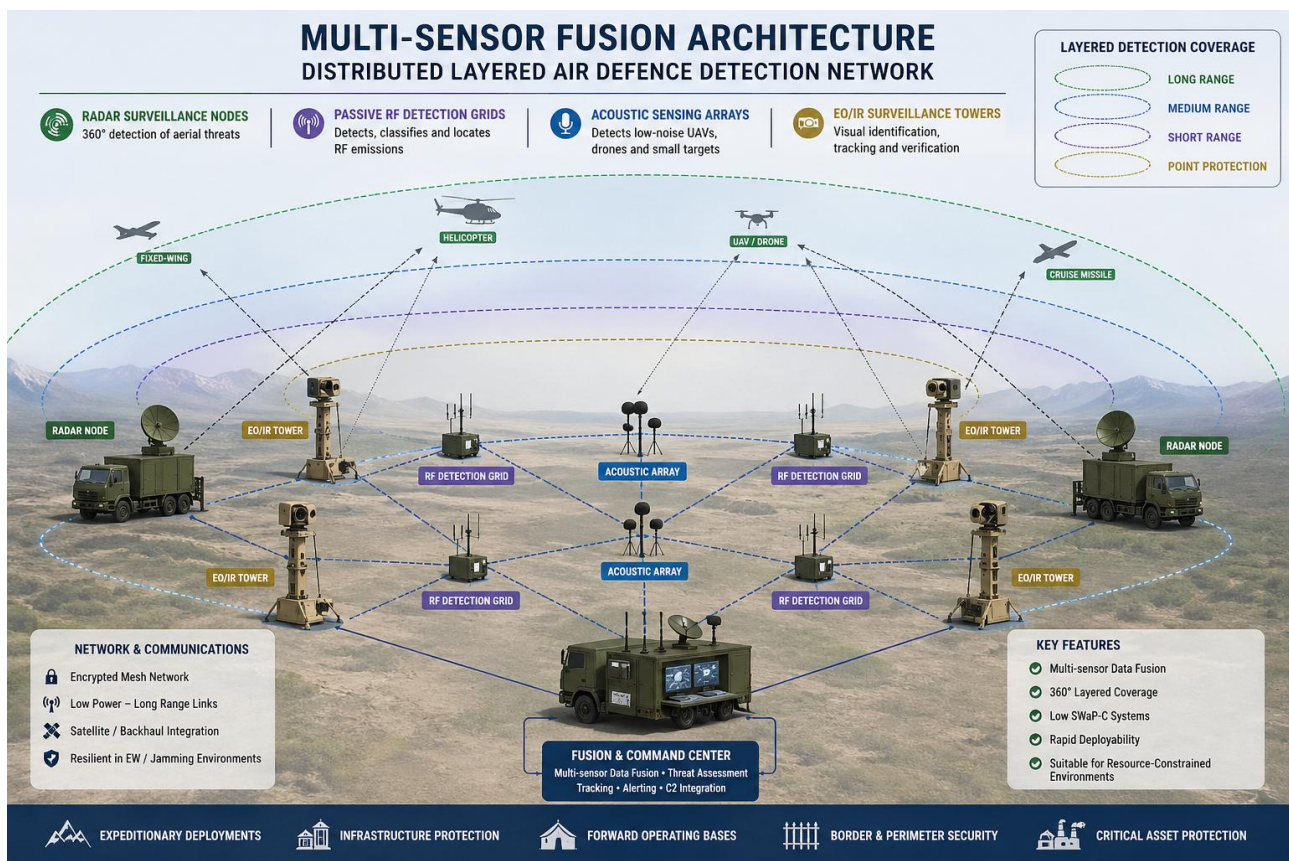 MULTI-SENSOR FUSION ARCHITECTURE
DISTRIBUTED LAYERED AIR DEFENCE DETECTION NETWORK
RADAR SURVEILLANCE NODES
360° detection of aerial threats
PASSIVE RF DETECTION GRIDS
Detects, classifies and locates
RF emissions
ACOUSTIC SENSING ARRAYS
Detects low-noise UAVs,
drones and small targets
EO/IR SURVEILLANCE TOWERS
Visual identification,
tracking and verification
LAYERED DETECTION COVERAGE
LONG RANGE
MEDIUM RANGE
SHORT RANGE
POINT PROTECTION
FIXED-WING
HELICOPTER
UAV / DRONE
CRUISE MISSILE
RADAR NODE
EO/IR TOWER
RF DETECTION GRID
ACOUSTIC ARRAY
RF DETECTION GRID
EO/IR TOWER
RADAR NODE
EO/IR TOWER
RF DETECTION GRID
ACOUSTIC ARRAY
RF DETECTION GRID
EO/IR TOWER
NETWORK & COMMUNICATIONS
Encrypted Mesh Network
Low Power – Long Range Links
Satellite / Backhaul Integration
Resilient in EW / Jamming Environments
FUSION & COMMAND CENTER
Multi-sensor Data Fusion • Threat Assessment
Tracking • Alerting • C2 Integration
KEY FEATURES
Multi-sensor Data Fusion
360° Layered Coverage
Low SWaP-C Systems
Rapid Deployability
Suitable for Resource-Constrained
Environments
EXPEDITIONARY DEPLOYMENTS
INFRASTRUCTURE PROTECTION
FORWARD OPERATING BASES
BORDER & PERIMETER SECURITY
CRITICAL ASSET PROTECTION